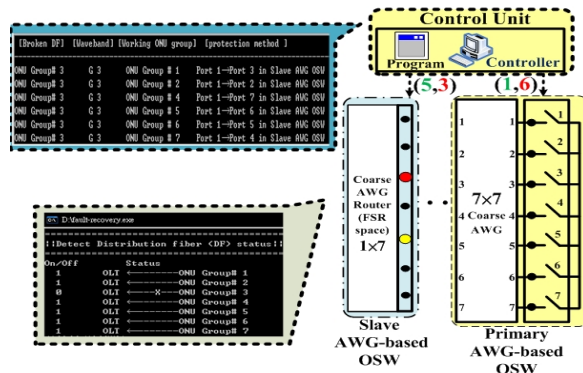 [Broken DF] [Waveband] [Working ONU group] [protection method ]
ONU Group# 3 G 3 ONU Group # 1 Port 1→Port 3 in Slave AWG OSW
ONU Group# 3 G 3 ONU Group # 2 Port 1→Port 2 in Slave AWG OSW
ONU Group# 3 G 3 ONU Group # 4 Port 1→Port 7 in Slave AWG OSW
ONU Group# 3 G 3 ONU Group # 5 Port 1→Port 6 in Slave AWG OSW
ONU Group# 3 G 3 ONU Group # 6 Port 1→Port 5 in Slave AWG OSW
ONU Group# 3 G 3 ONU Group # 7 Port 1→Port 4 in Slave AWG OSW
Control Unit
Program
Controller
(5,3)
(1,6)
D:\fault-recovery.exe
!!Detect Distribution fiber (DF) status!!
On/Off Status
1 OLT ←--------ONU Group# 1
1 OLT ←--------ONU Group# 2
0 OLT ←----X---ONU Group# 3
1 OLT ←--------ONU Group# 4
1 OLT ←--------ONU Group# 5
1 OLT ←--------ONU Group# 6
1 OLT ←--------ONU Group# 7
Coarse
AWG
Router
(FSR
space)
1×7
Slave
AWG-based
OSW
1
2
3
4
5
6
7
7×7
Coarse
AWG
1
2
3
4
5
6
7
1
2
3
4
5
6
7
Primary
AWG-based
OSW